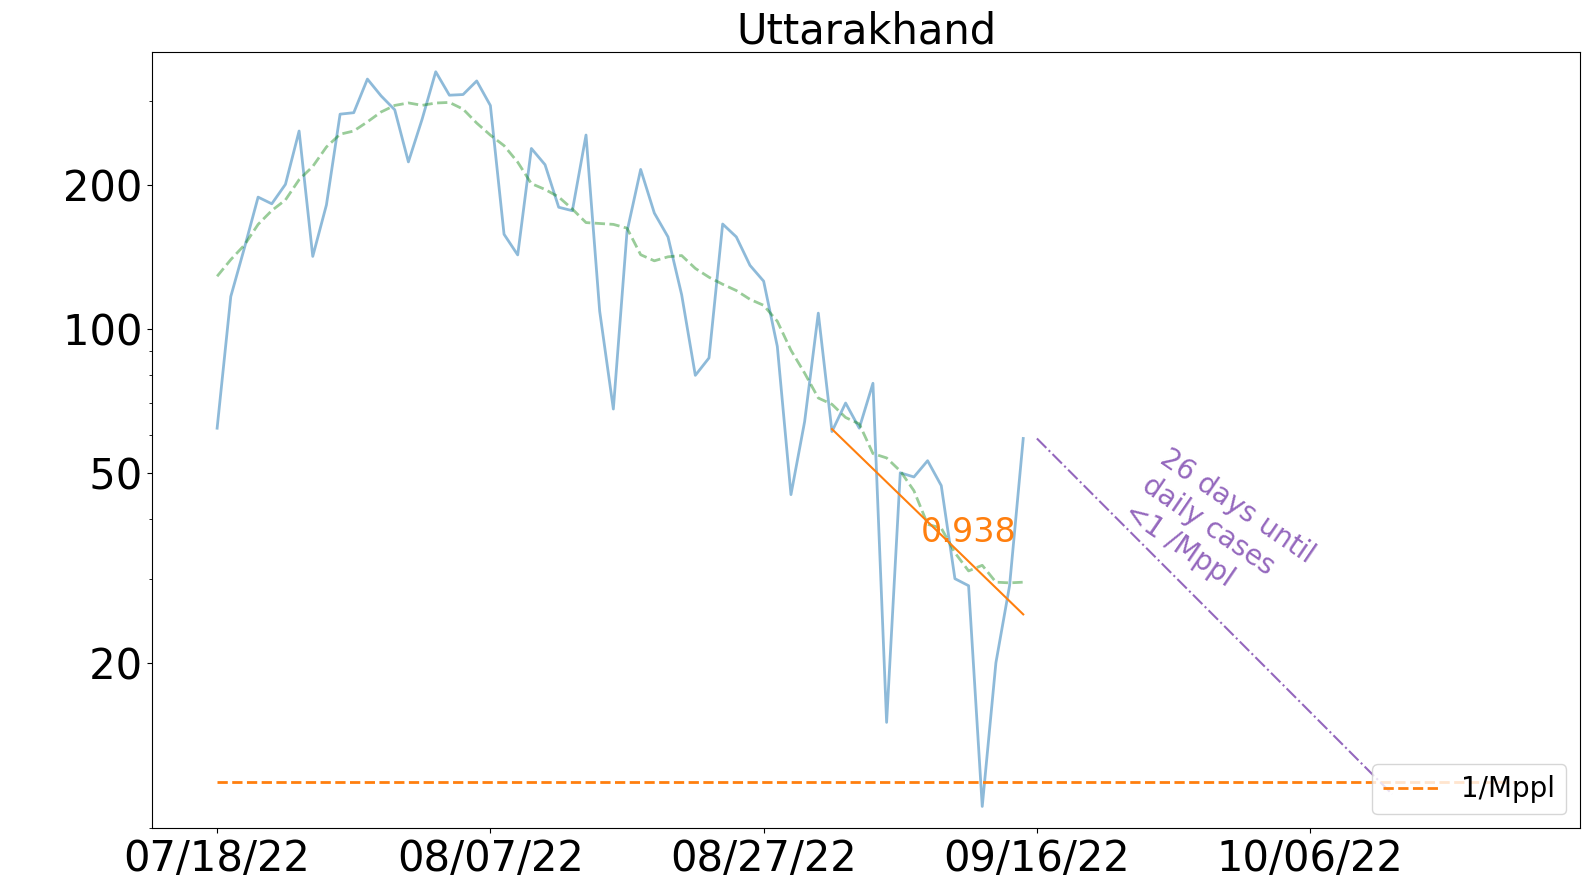 Uttarakhand
200
100
50
20
0.938
26 days until
daily cases
<1 /Mppl
1/Mppl
07/18/22
08/07/22
08/27/22
09/16/22
10/06/22